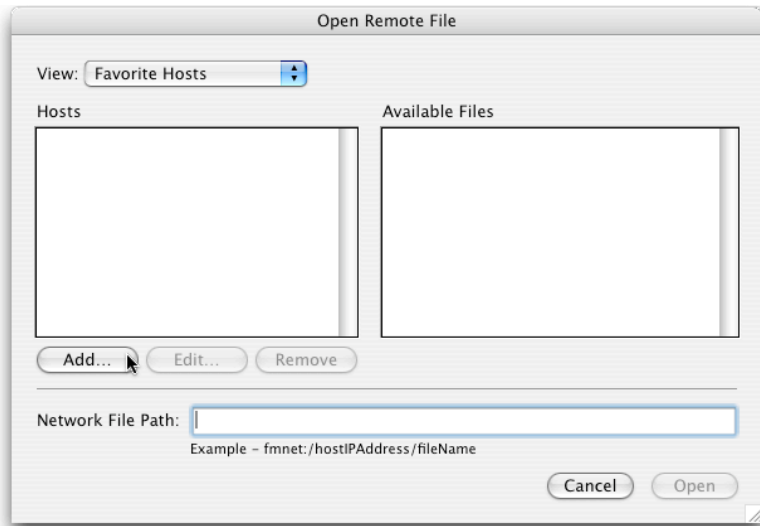 Open Remote File
View: Favorite Hosts
Hosts Available Files
Add... Edit... Remove
Network File Path:
Example – fmnet:/hostIPAddress/fileName
Cancel Open